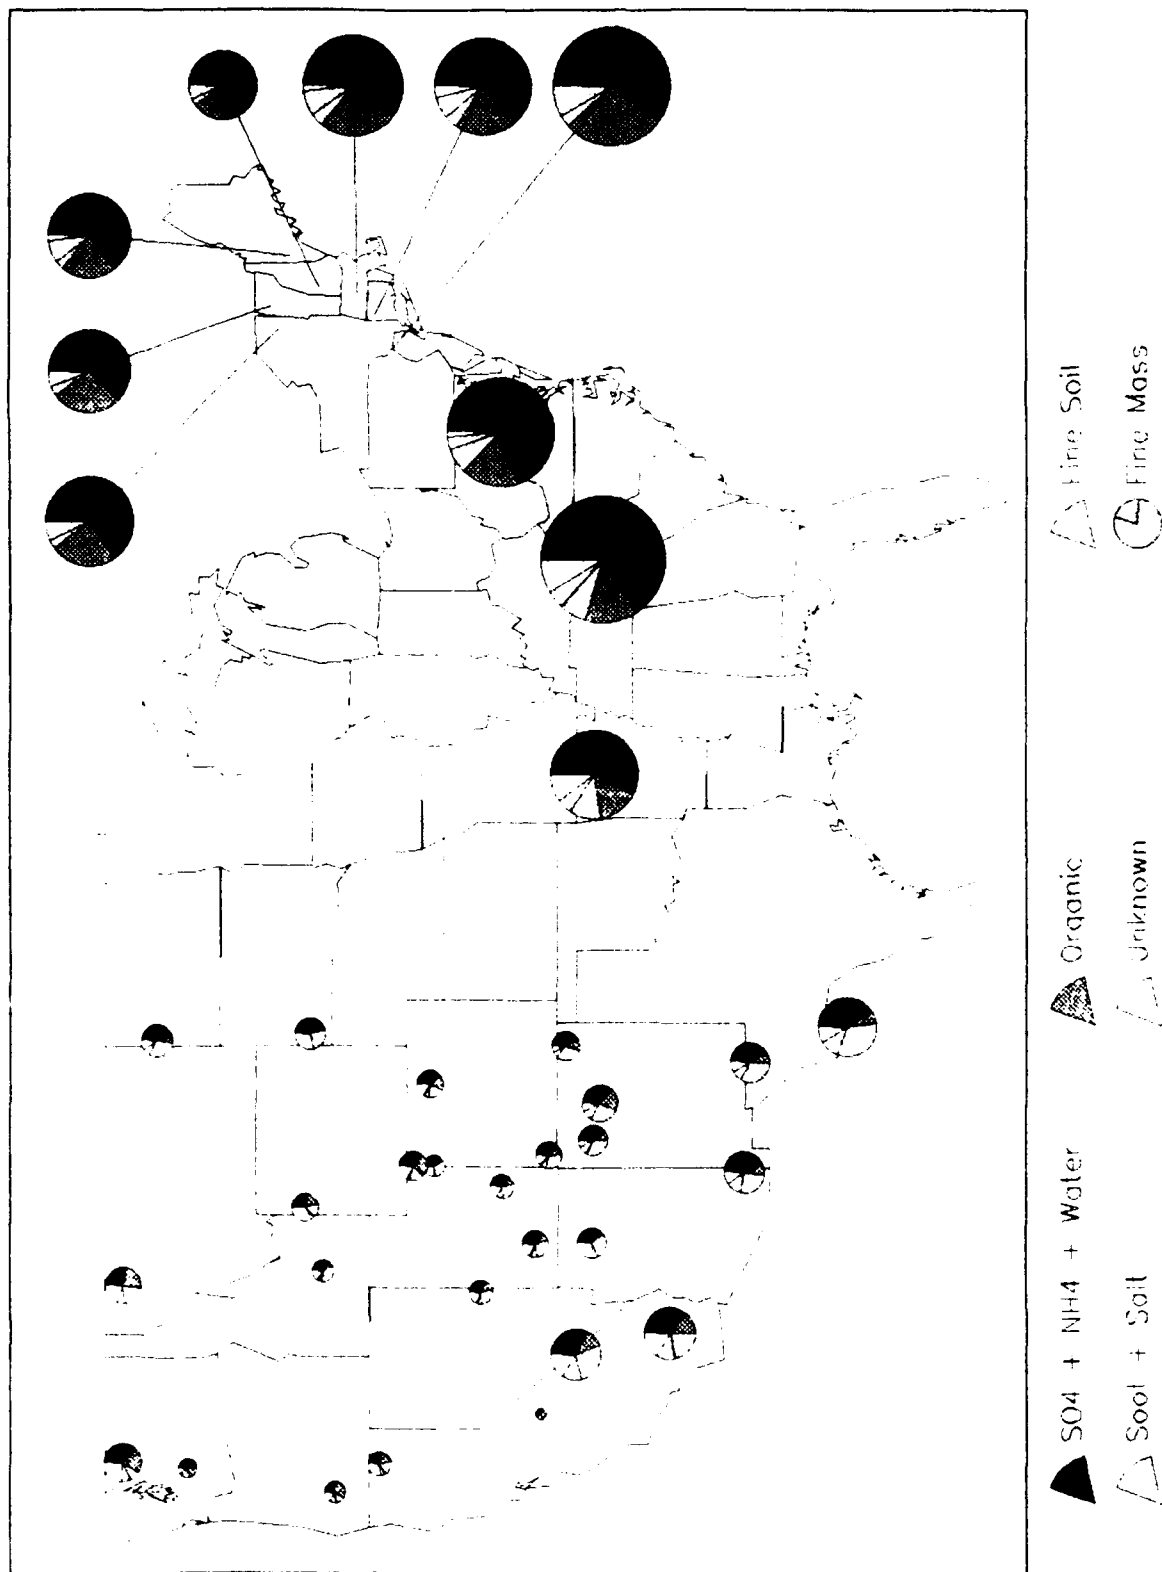 SO4 + NH4 + Water
Organic
Fine Soil
Soot + Salt
Unknown
Fine Mass